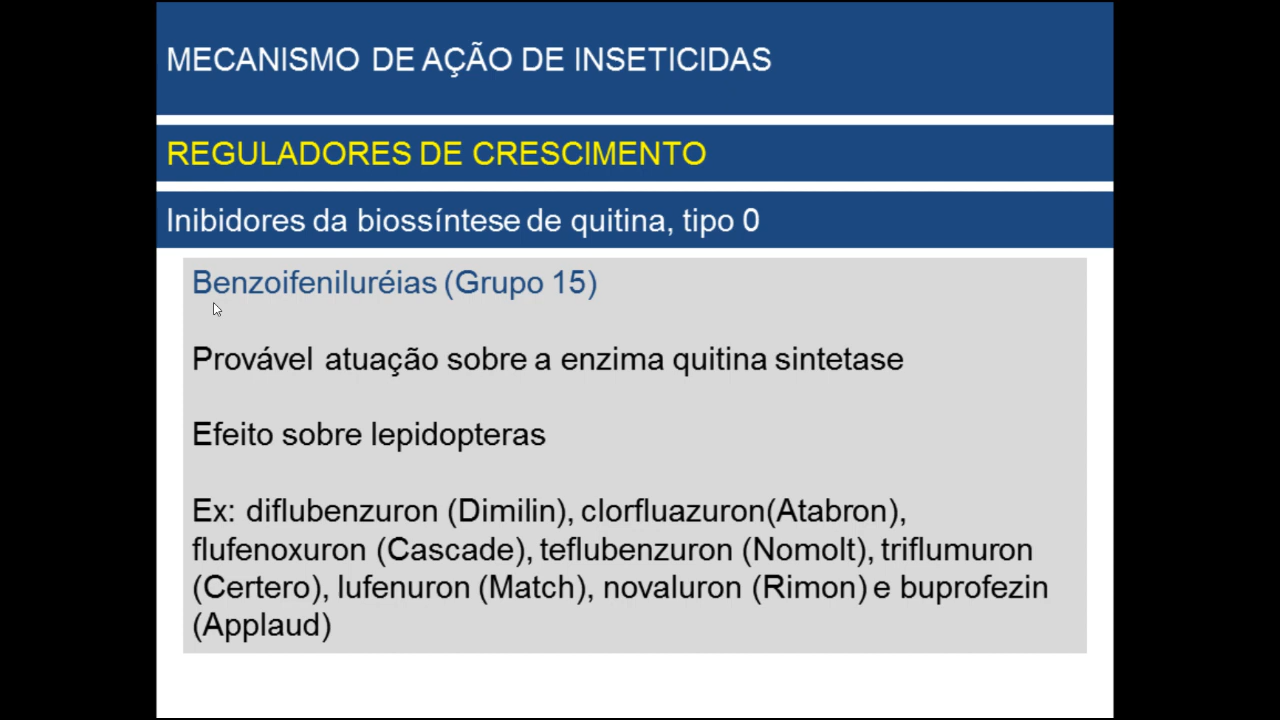 MECANISMO DE AÇÃO DE INSETICIDAS
REGULADORES DE CRESCIMENTO
Inibidores da biossíntese de quitina, tipo 0
Benzoifeniluréias (Grupo 15)
Provável atuação sobre a enzima quitina sintetase
Efeito sobre lepidopteras
Ex: diflubenzuron (Dimilin), clorfluazuron(Atabron),
flufenoxuron (Cascade), teflubenzuron (Nomolt), triflumuron
(Certero), lufenuron (Match), novaluron (Rimon) e buprofezin
(Applaud)